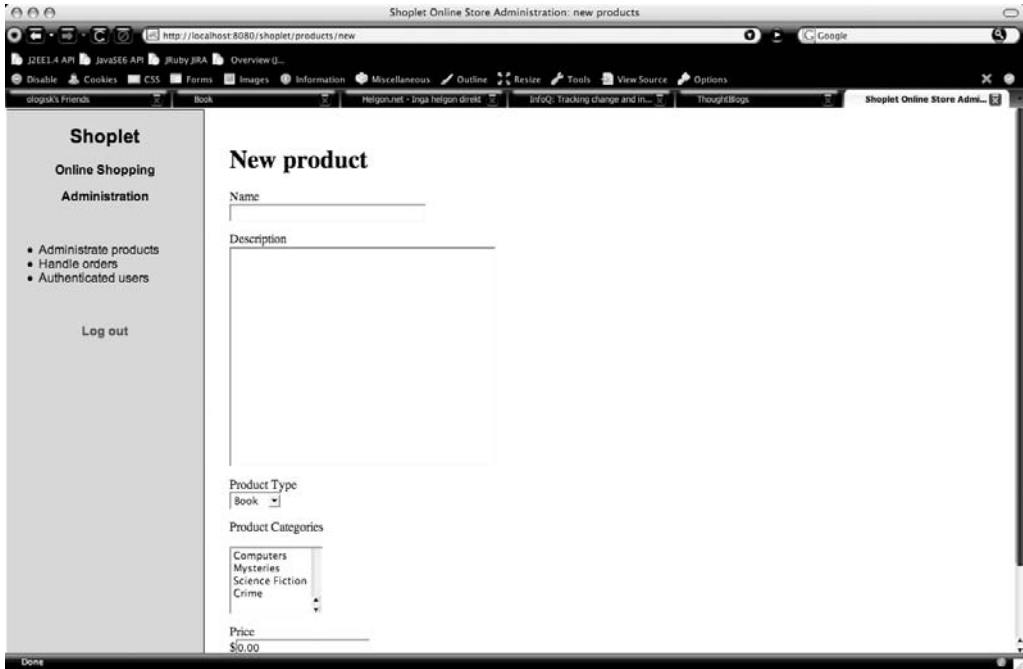 Shoplet Online Store Administration: new products
http://localhost:8080/shoplet/products/new
Google
J2EE1.4 API JavaSE6 API JRuby JIRA Overview (J...
Disable Cookies CSS Forms Images Information Miscellaneous Outline Resize Tools View Source Options
ologisk's Friends Book Helgon.net - Inga helgon direkt InfoQ: Tracking change and in... ThoughtBlogs Shoplet Online Store Admi...
Shoplet
Online Shopping
Administration
• Administrate products
• Handle orders
• Authenticated users
Log out
New product
Name
Description
Product Type
Book
Product Categories
Computers
Mysteries
Science Fiction
Crime
Price
$0.00
Done